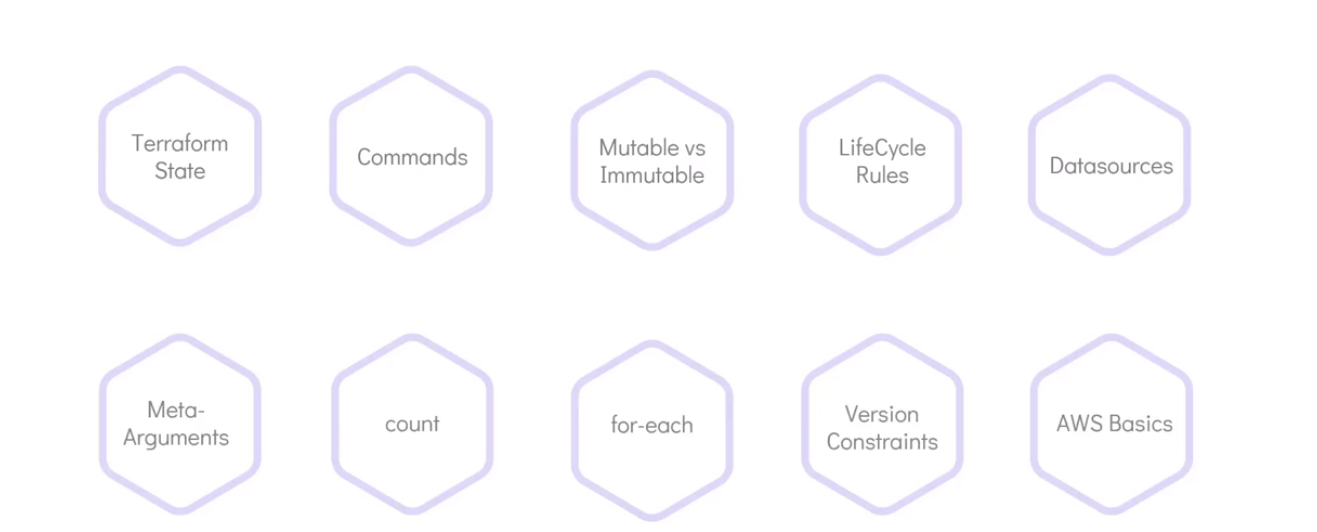 Terraform
State
Commands
Mutable vs
Immutable
LifeCycle
Rules
Datasources
Meta-
Arguments
count
for-each
Version
Constraints
AWS Basics